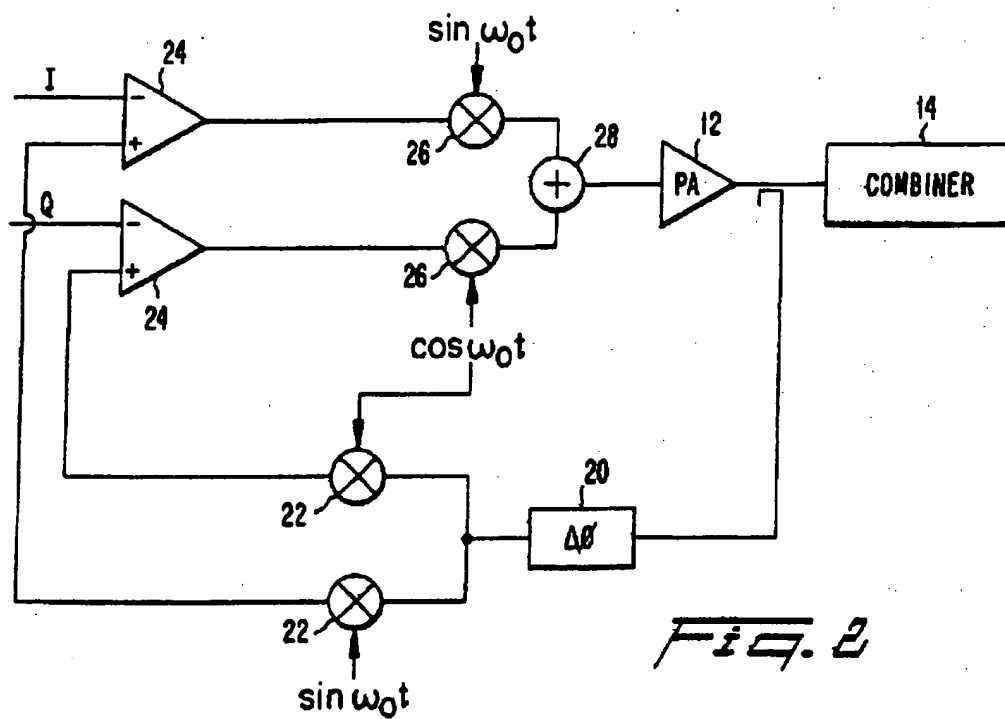 sin ω₀t
24
I
−
+
26
28
12
PA
14
COMBINER
Q
−
+
24
26
cos ω₀t
22
20
ΔØ
22
sin ω₀t
Fig. 2